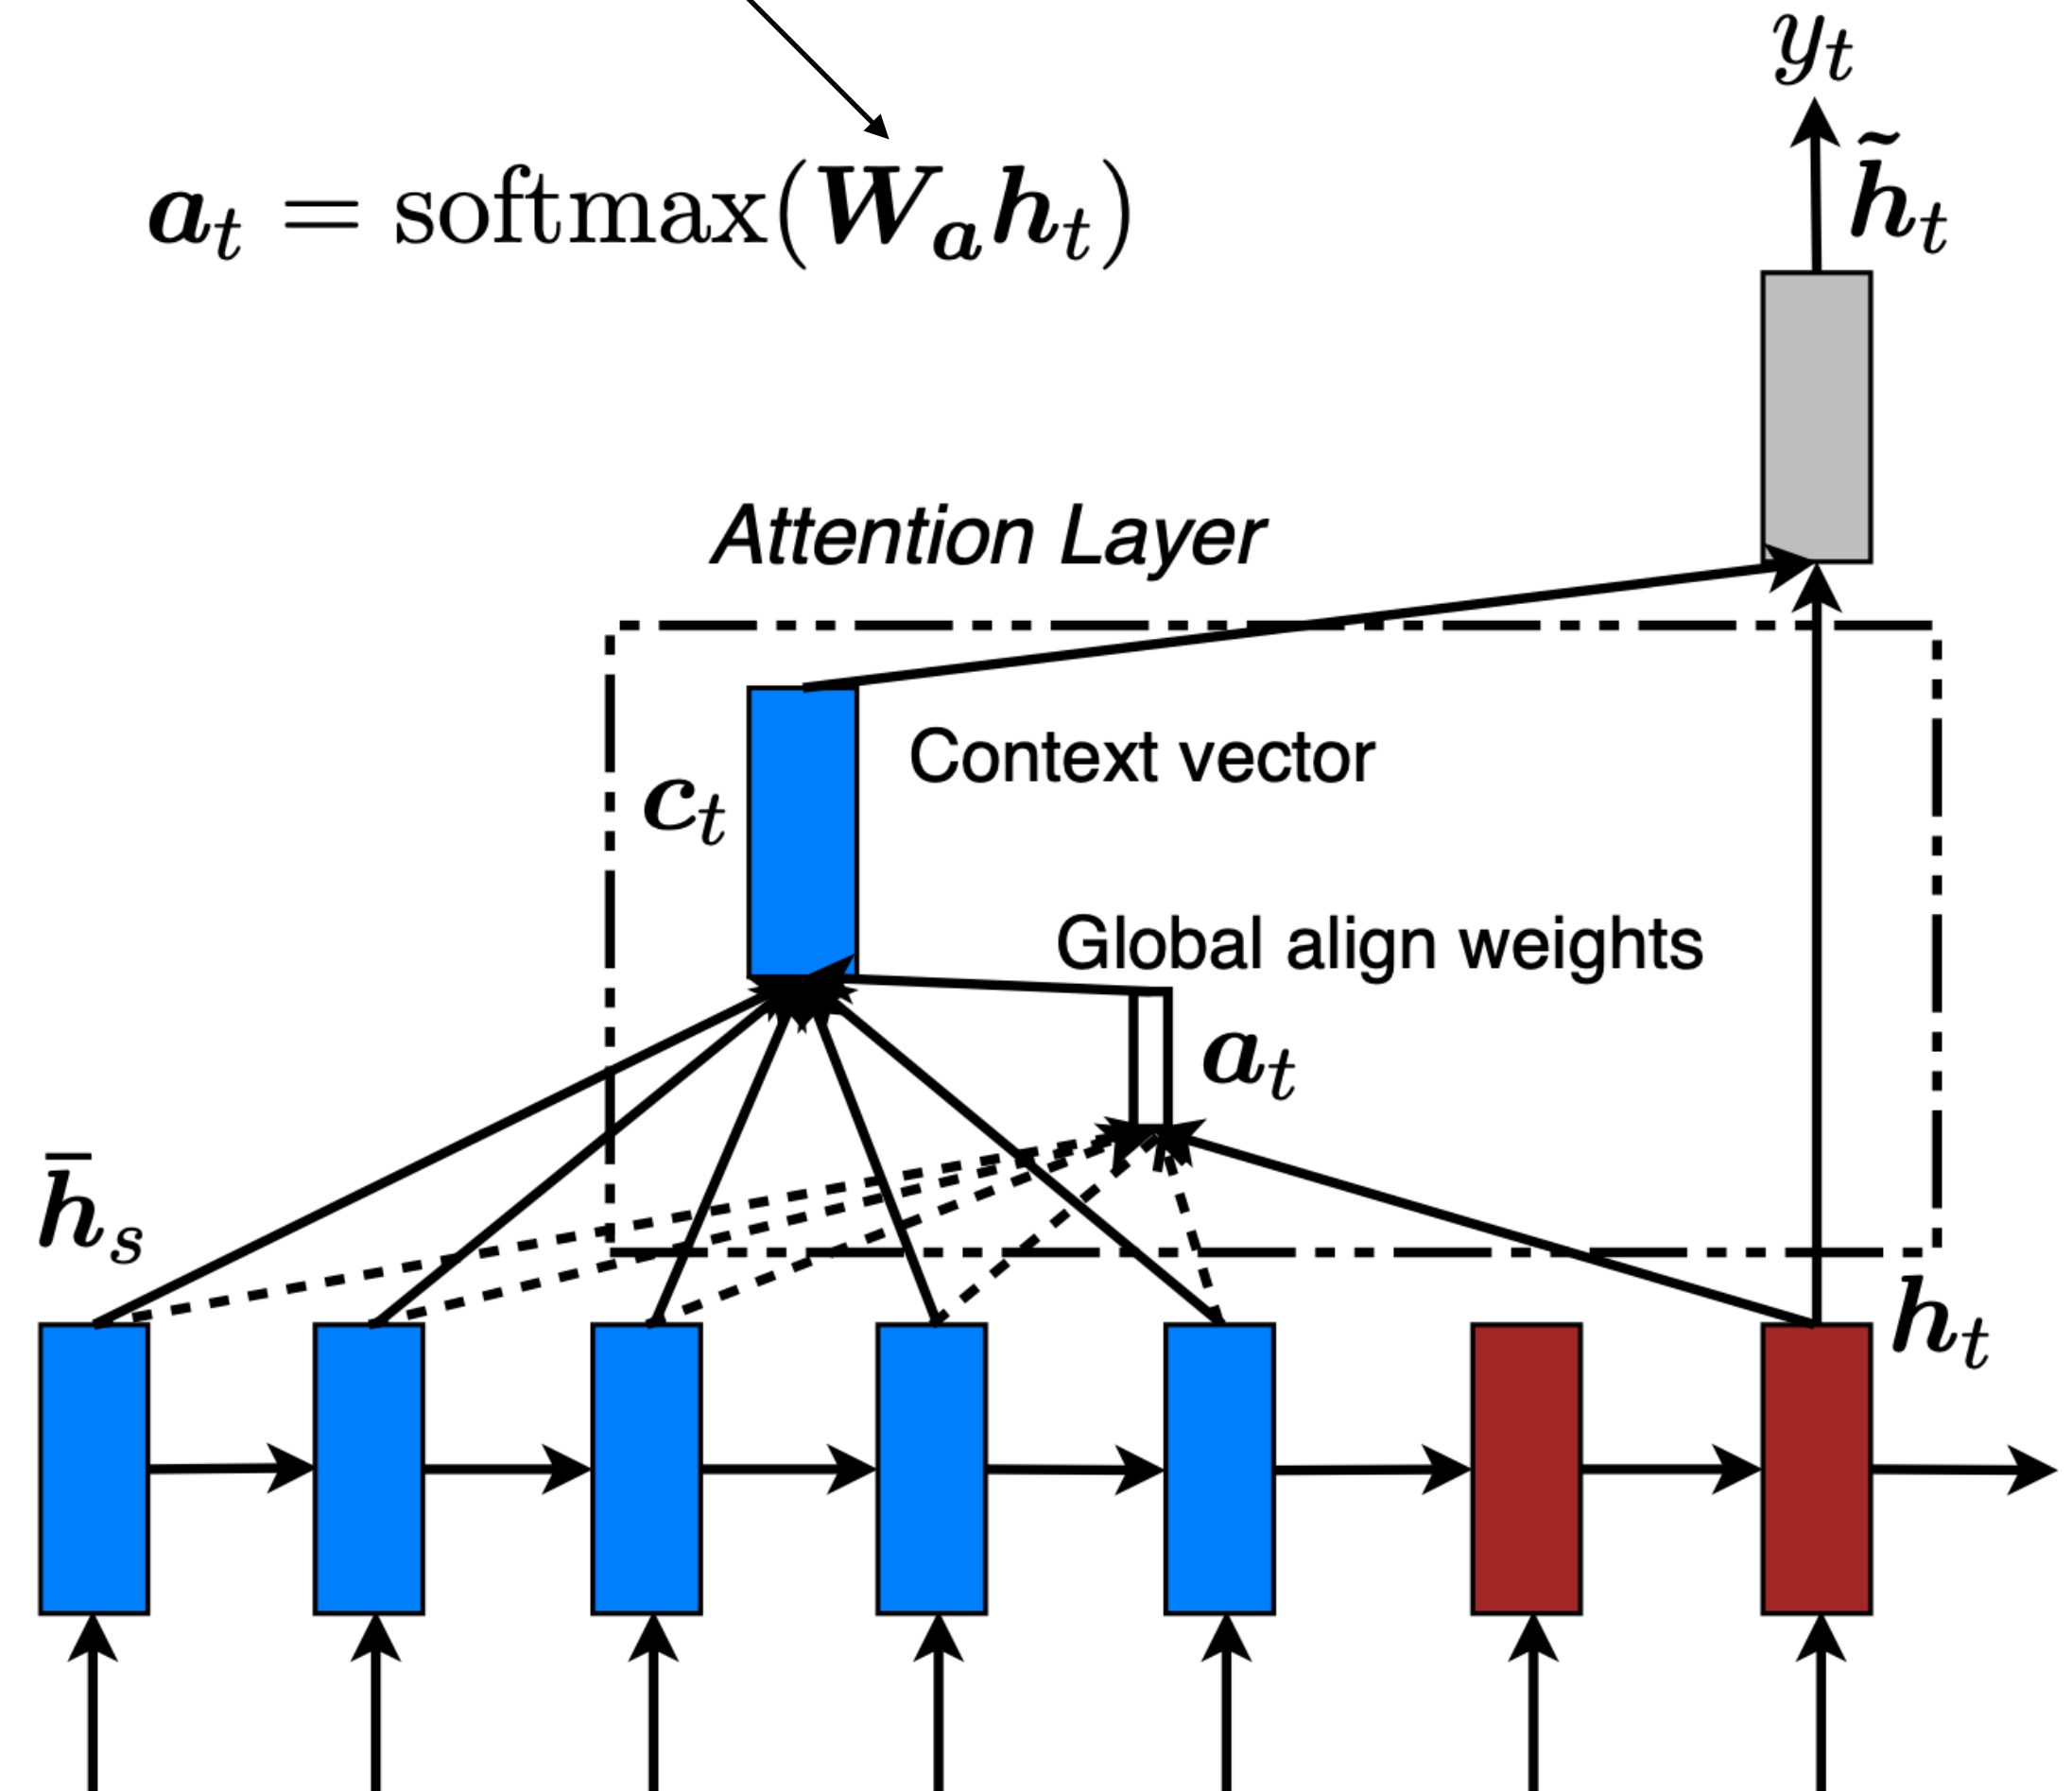 y_t
h̃_t
a_t = softmax(W_a h_t)
Attention Layer
Context vector
c_t
Global align weights
a_t
h̄_s
h_t